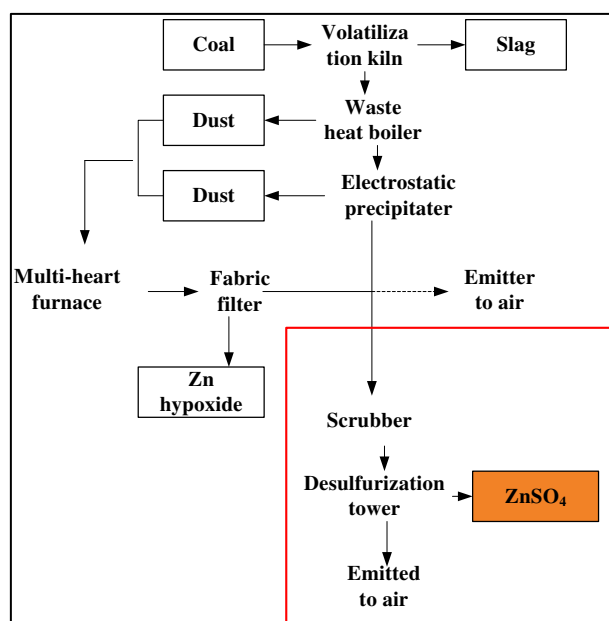 Coal
Volatiliza
tion kiln
Slag
Waste
heat boiler
Dust
Dust
Electrostatic
precipitater
Multi-heart
furnace
Fabric
filter
Emitter
to air
Zn
hypoxide
Scrubber
Desulfurization
tower
ZnSO₄
Emitted
to air